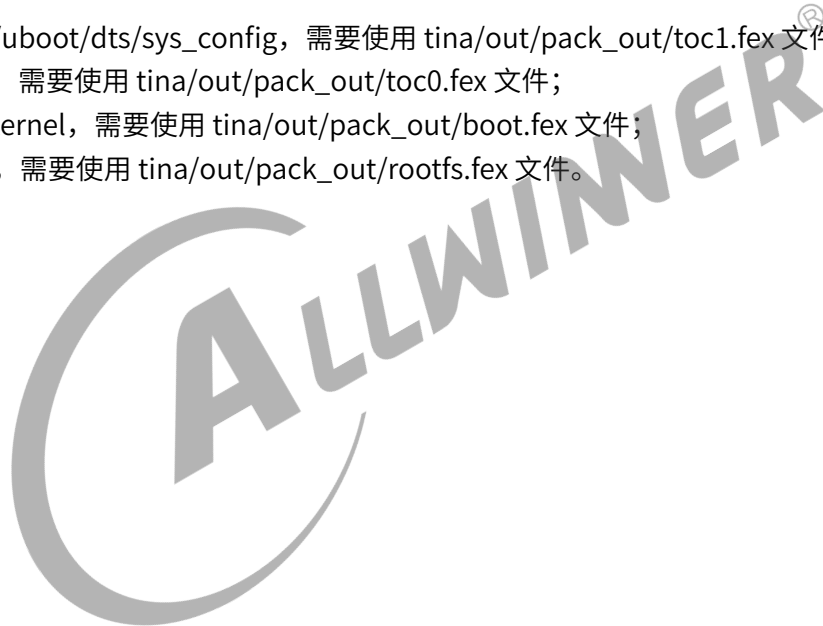 /uboot/dts/sys_config，需要使用 tina/out/pack_out/toc1.fex 文件
，需要使用 tina/out/pack_out/toc0.fex 文件；
ernel，需要使用 tina/out/pack_out/boot.fex 文件；
，需要使用 tina/out/pack_out/rootfs.fex 文件。
ALLWINNER®